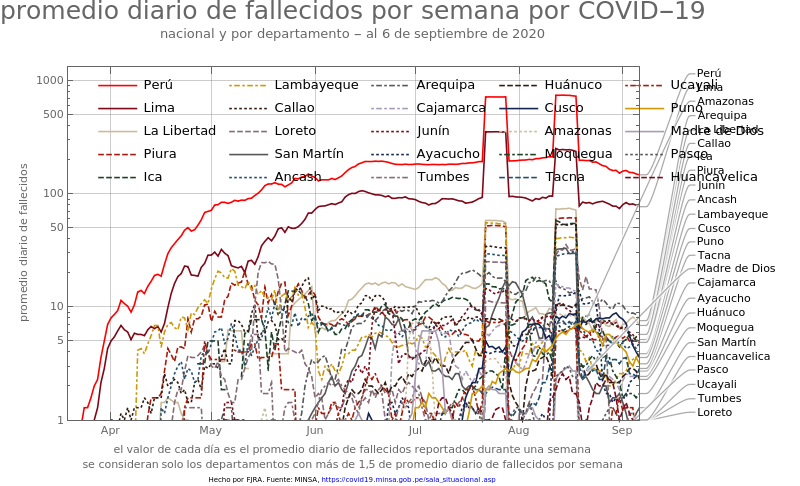 promedio diario de fallecidos por semana por COVID−19
nacional y por departamento − al 6 de septiembre de 2020
promedio diario de fallecidos
1000
500
100
50
10
5
1
Apr May Jun Jul Aug Sep
Perú Lambayeque Arequipa Huánuco Ucayali
Lima Callao Cajamarca Cusco Puno
La Libertad Loreto Junín Amazonas Madre de Dios
Piura San Martín Ayacucho Moquegua Pasco
Ica Ancash Tumbes Tacna Huancavelica
Perú
Lima
Amazonas
Arequipa
La Libertad
Callao
Ica
Piura
Junín
Ancash
Lambayeque
Cusco
Puno
Tacna
Madre de Dios
Cajamarca
Ayacucho
Huánuco
Moquegua
San Martín
Huancavelica
Pasco
Ucayali
Tumbes
Loreto
el valor de cada día es el promedio diario de fallecidos reportados durante una semana
se consideran solo los departamentos con más de 1,5 de promedio diario de fallecidos por semana
Hecho por FJRA. Fuente: MINSA, https://covid19.minsa.gob.pe/sala_situacional.asp